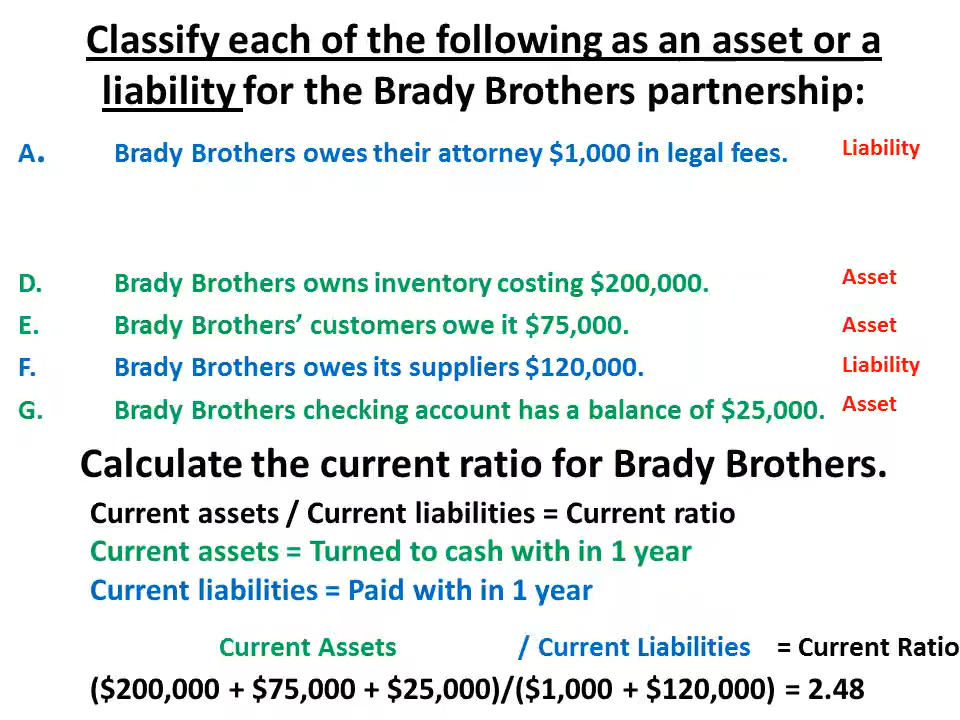 Classify each of the following as an asset or a
liability for the Brady Brothers partnership:
A. Brady Brothers owes their attorney $1,000 in legal fees. Liability
D. Brady Brothers owns inventory costing $200,000. Asset
E. Brady Brothers’ customers owe it $75,000. Asset
F. Brady Brothers owes its suppliers $120,000. Liability
G. Brady Brothers checking account has a balance of $25,000. Asset
Calculate the current ratio for Brady Brothers.
Current assets / Current liabilities = Current ratio
Current assets = Turned to cash with in 1 year
Current liabilities = Paid with in 1 year
Current Assets / Current Liabilities = Current Ratio
($200,000 + $75,000 + $25,000)/($1,000 + $120,000) = 2.48